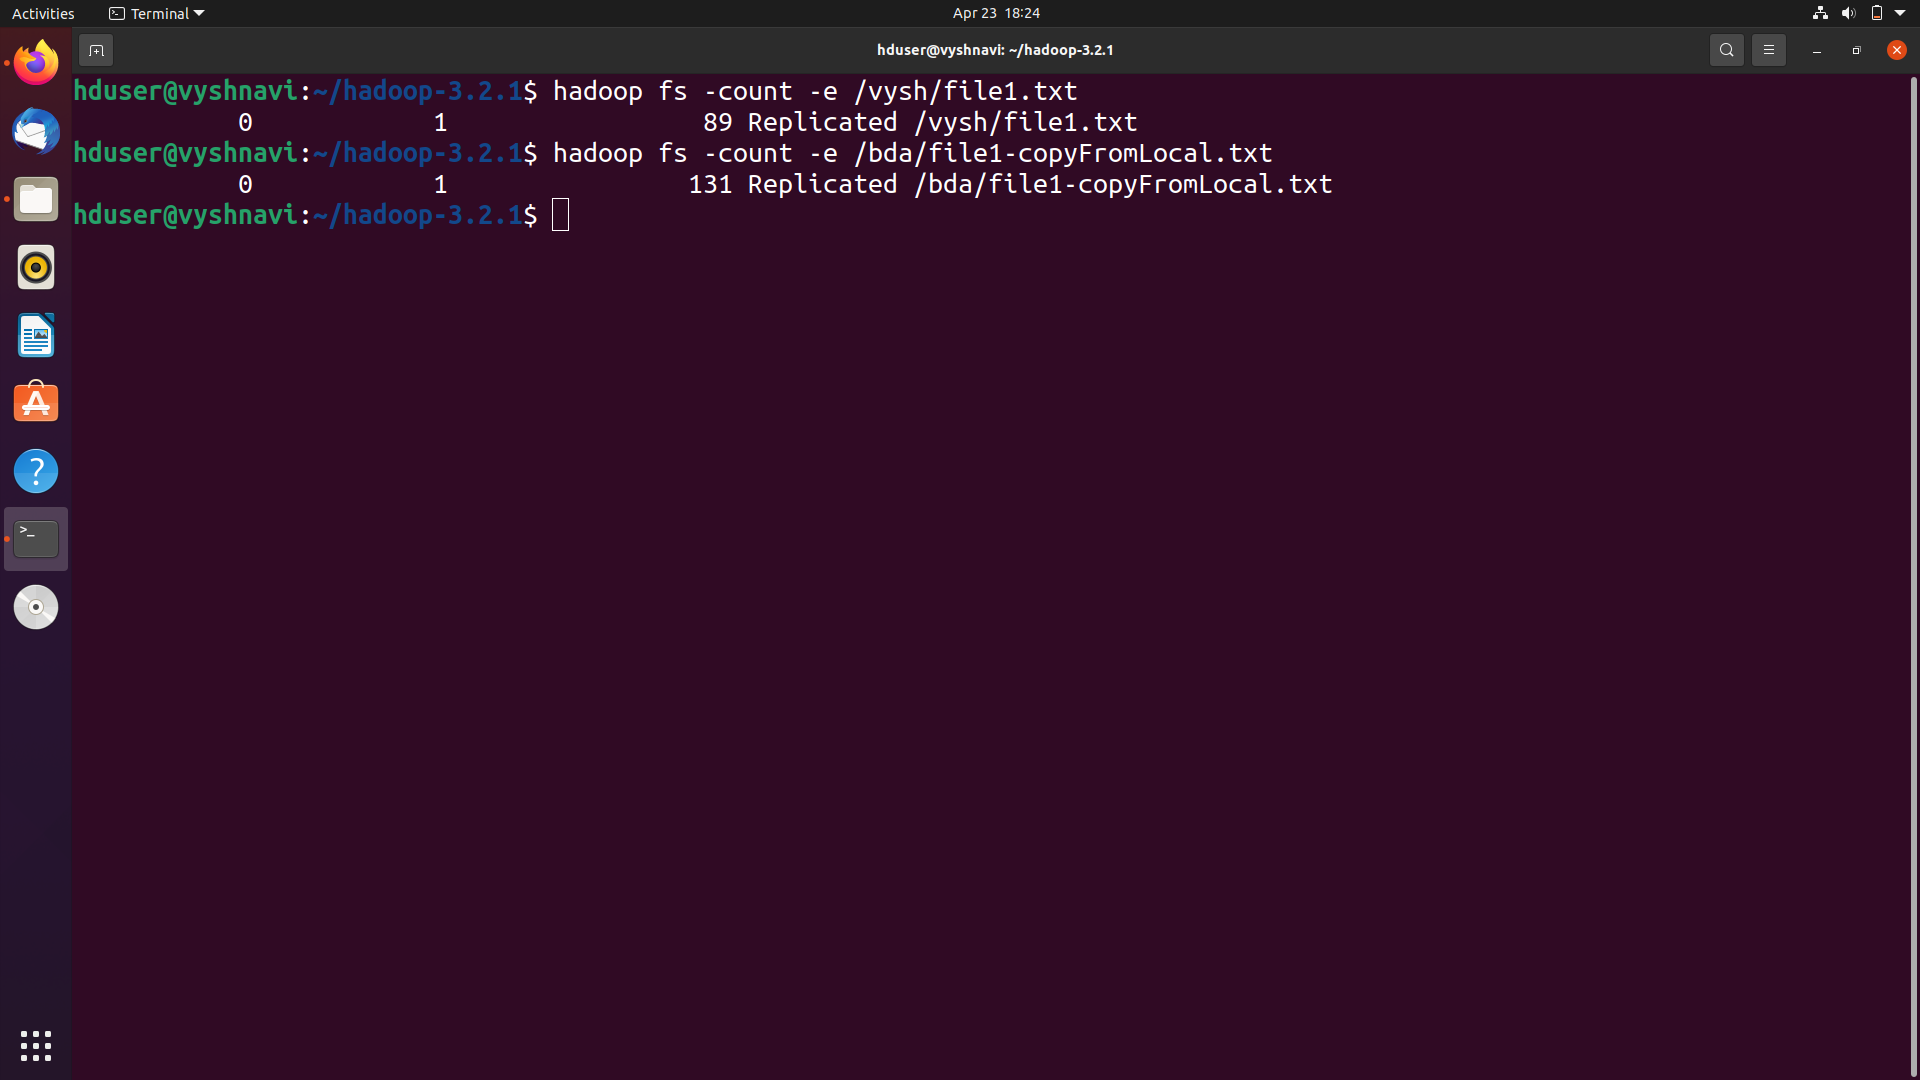 Activities Terminal Apr 23 18:24
hduser@vyshnavi: ~/hadoop-3.2.1
hduser@vyshnavi:~/hadoop-3.2.1$ hadoop fs -count -e /vysh/file1.txt
0 1 89 Replicated /vysh/file1.txt
hduser@vyshnavi:~/hadoop-3.2.1$ hadoop fs -count -e /bda/file1-copyFromLocal.txt
0 1 131 Replicated /bda/file1-copyFromLocal.txt
hduser@vyshnavi:~/hadoop-3.2.1$